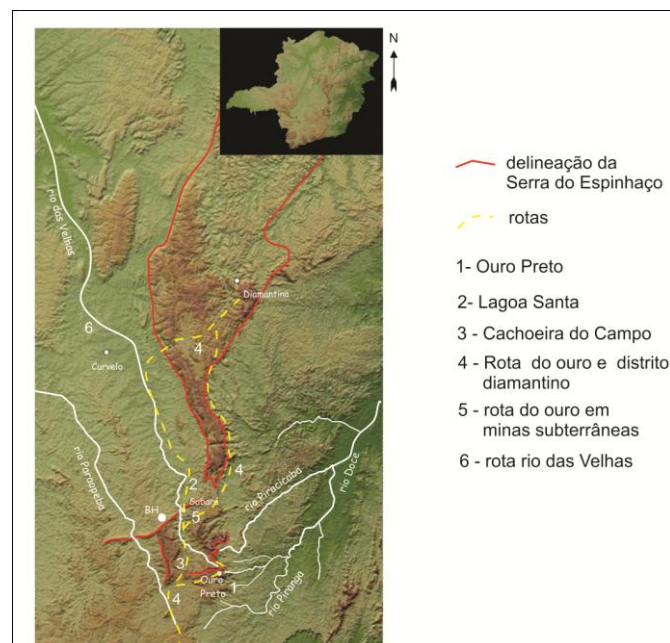 N
delineação da
Serra do Espinhaço
rotas
1- Ouro Preto
2- Lagoa Santa
3 - Cachoeira do Campo
4 - Rota do ouro e distrito
diamantino
5 - rota do ouro em
minas subterrâneas
6 - rota rio das Velhas
rio das Velhas
Diamantina
6
4
Curvelo
rio Paraopeba
2
4
Sabará
BH
5
rio Piracicaba
rio Doce
3
Ouro
Preto
1
4
rio Piranga